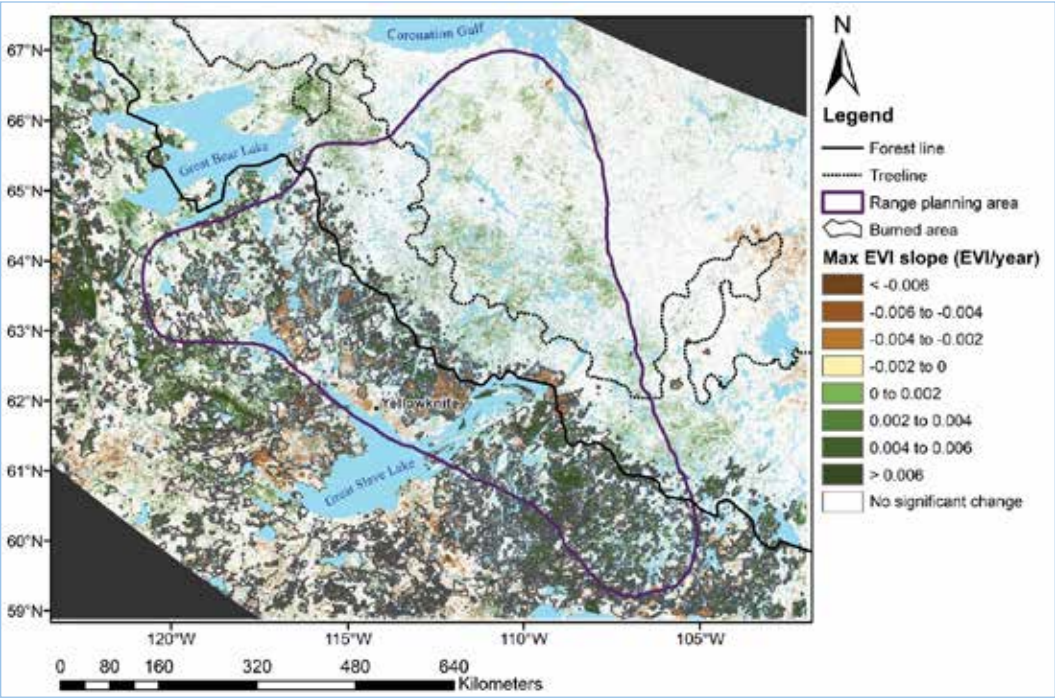 Coronation Gulf
N
67°N
66°N
65°N
64°N
63°N
62°N
61°N
60°N
59°N
Great Bear Lake
Yellowknife
Great Slave Lake
120°W
115°W
110°W
105°W
0 80 160 320 480 640
Kilometers
Legend
Forest line
Treeline
Range planning area
Burned area
Max EVI slope (EVI/year)
< -0.006
-0.006 to -0.004
-0.004 to -0.002
-0.002 to 0
0 to 0.002
0.002 to 0.004
0.004 to 0.006
> 0.006
No significant change